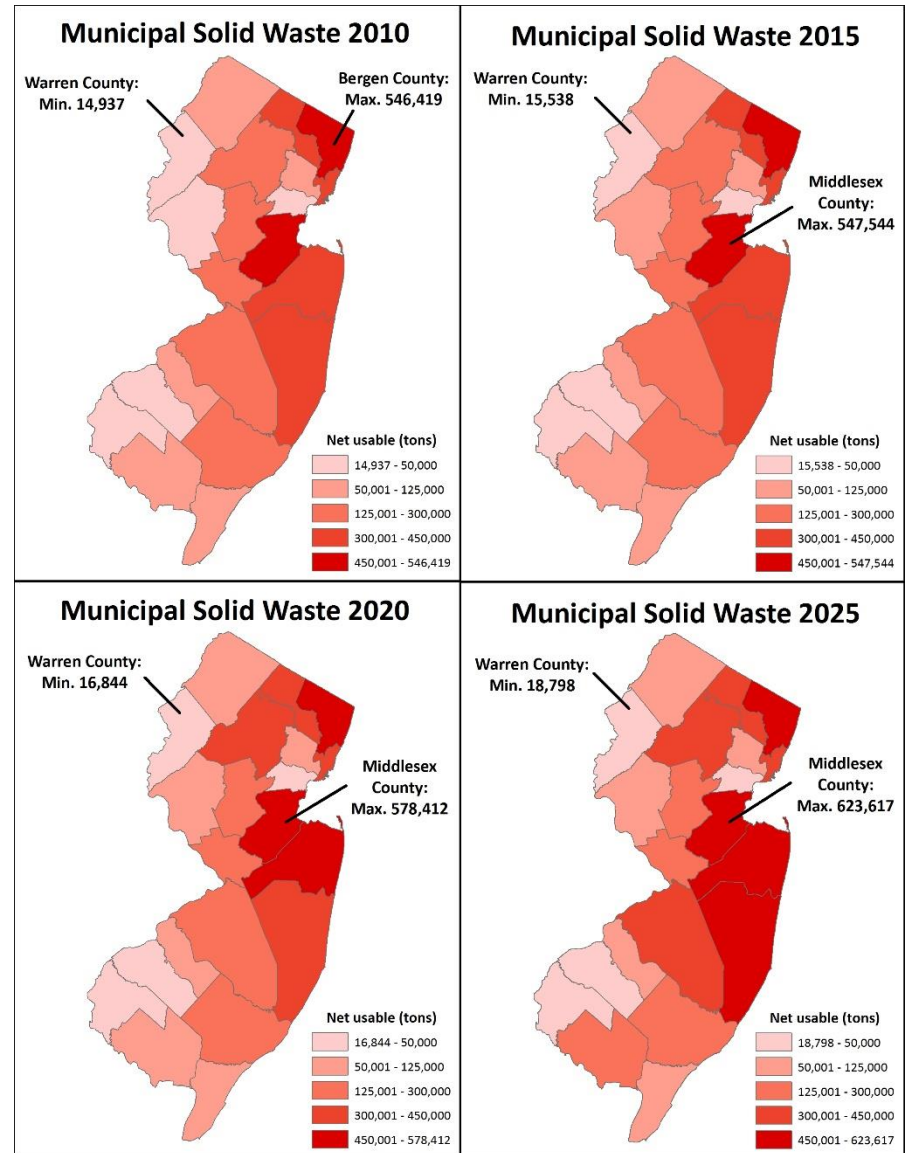 Municipal Solid Waste 2010
Warren County:
Min. 14,937
Bergen County:
Max. 546,419
Net usable (tons)
14,937 - 50,000
50,001 - 125,000
125,001 - 300,000
300,001 - 450,000
450,001 - 546,419
Municipal Solid Waste 2015
Warren County:
Min. 15,538
Middlesex
County:
Max. 547,544
Net usable (tons)
15,538 - 50,000
50,001 - 125,000
125,001 - 300,000
300,001 - 450,000
450,001 - 547,544
Municipal Solid Waste 2020
Warren County:
Min. 16,844
Middlesex
County:
Max. 578,412
Net usable (tons)
16,844 - 50,000
50,001 - 125,000
125,001 - 300,000
300,001 - 450,000
450,001 - 578,412
Municipal Solid Waste 2025
Warren County:
Min. 18,798
Middlesex
County:
Max. 623,617
Net usable (tons)
18,798 - 50,000
50,001 - 125,000
125,001 - 300,000
300,001 - 450,000
450,001 - 623,617